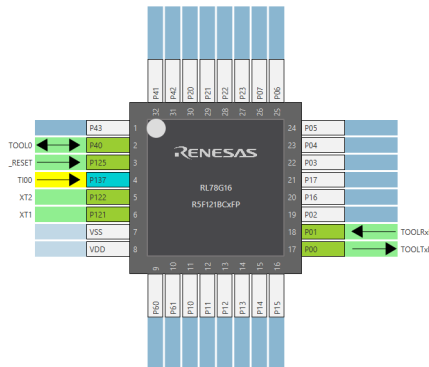 P41 P42 P20 P21 P22 P23 P07 P06
32 31 30 29 28 27 26 25
P43 1 24 P05
TOOL0 P40 2 23 P04
_RESET P125 3 22 P03
TI00 P137 4 21 P17
XT2 P122 5 20 P16
XT1 P121 6 19 P02
VSS 7 18 P01 TOOLRx
VDD 8 17 P00 TOOLTx
RENESAS
RL78G16
R5F121BCxFP
9 10 11 12 13 14 15 16
P60 P61 P10 P11 P12 P13 P14 P15